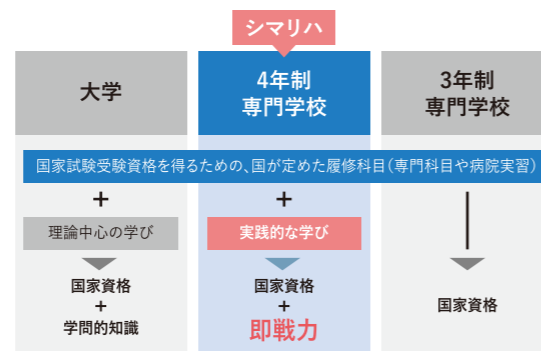 シマリハ
大学
4年制
専門学校
3年制
専門学校
国家試験受験資格を得るための、国が定めた履修科目(専門科目や病院実習)
+
理論中心の学び
国家資格
+
学問的知識
+
実践的な学び
国家資格
+
即戦力
国家資格